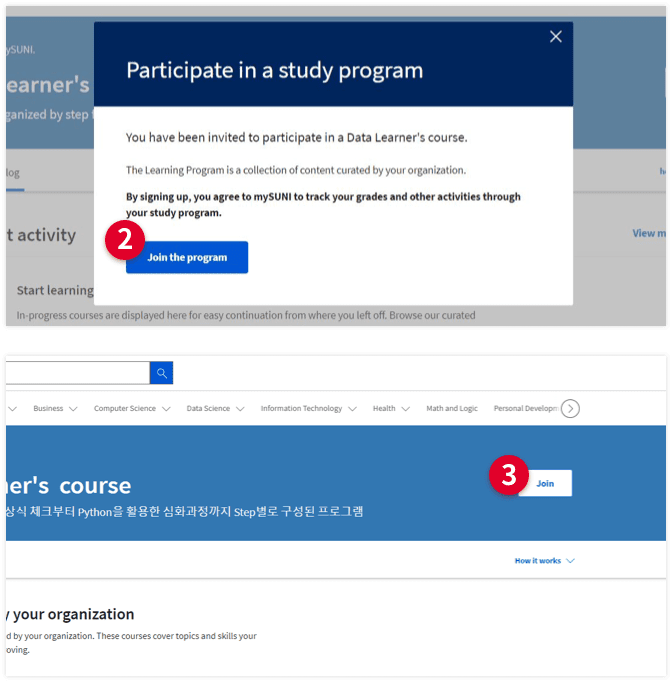 mySUNI.
Participate in a study program
earner's
ganized by step
You have been invited to participate in a Data Learner's course.
The Learning Program is a collection of content curated by your organization.
log
By signing up, you agree to mySUNI to track your grades and other activities through
your study program.
t activity
View m
2
Join the program
Start learning
In-progress courses are displayed here for easy continuation from where you left off. Browse our curated
Business
Computer Science
Data Science
Information Technology
Health
Math and Logic
Personal Developm
ner's course
3
Join
상식 체크부터 Python을 활용한 심화과정까지 Step별로 구성된 프로그램
How it works
y your organization
d by your organization. These courses cover topics and skills your
oving.